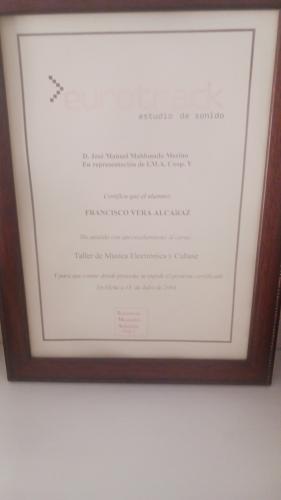 eurotrack
estudio de sonido
D. José Manuel Maldonado Merino
En representación de I.M.A. Coop. V
Certifica que el alumno:
FRANCISCO VERA ALCARAZ
Ha asistido con aprovechamiento al curso:
Taller de Música Electrónica y Cubase
Y para que conste donde proceda, se expide el presente certificado
En Elche a 18 de Julio de